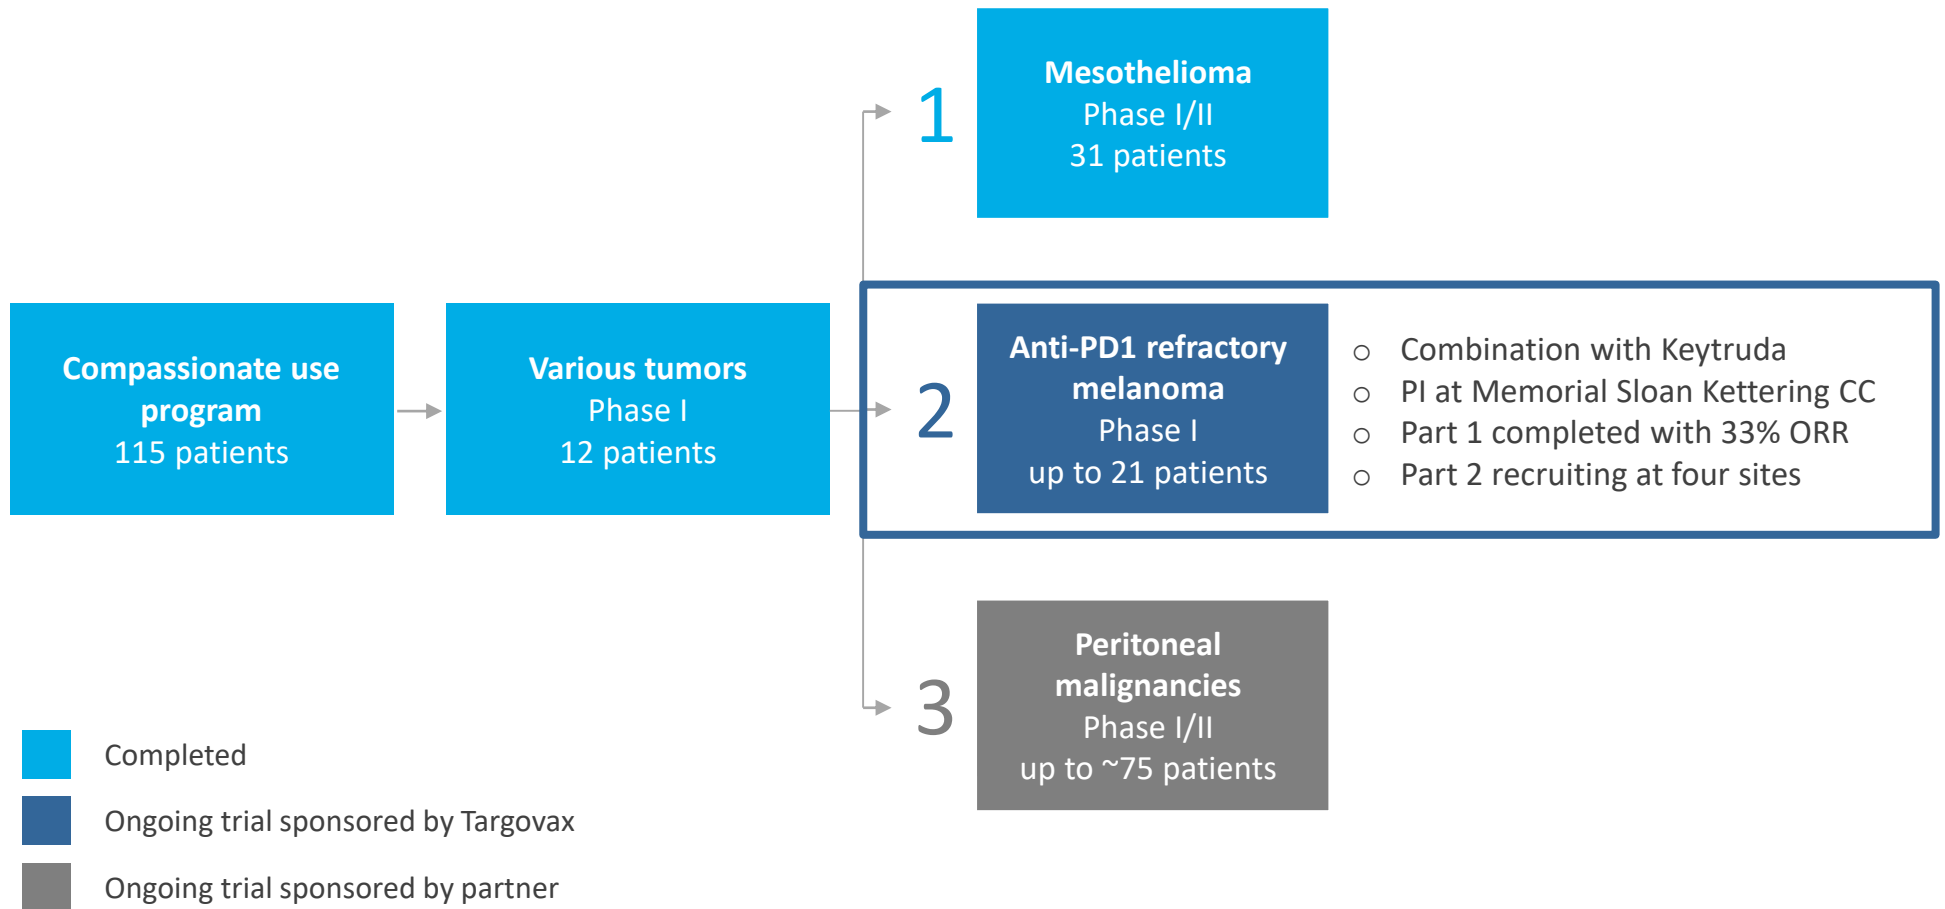 Compassionate use
program
115 patients
Various tumors
Phase I
12 patients
1
Mesothelioma
Phase I/II
31 patients
2
Anti-PD1 refractory
melanoma
Phase I
up to 21 patients
○ Combination with Keytruda
○ PI at Memorial Sloan Kettering CC
○ Part 1 completed with 33% ORR
○ Part 2 recruiting at four sites
3
Peritoneal
malignancies
Phase I/II
up to ~75 patients
Completed
Ongoing trial sponsored by Targovax
Ongoing trial sponsored by partner